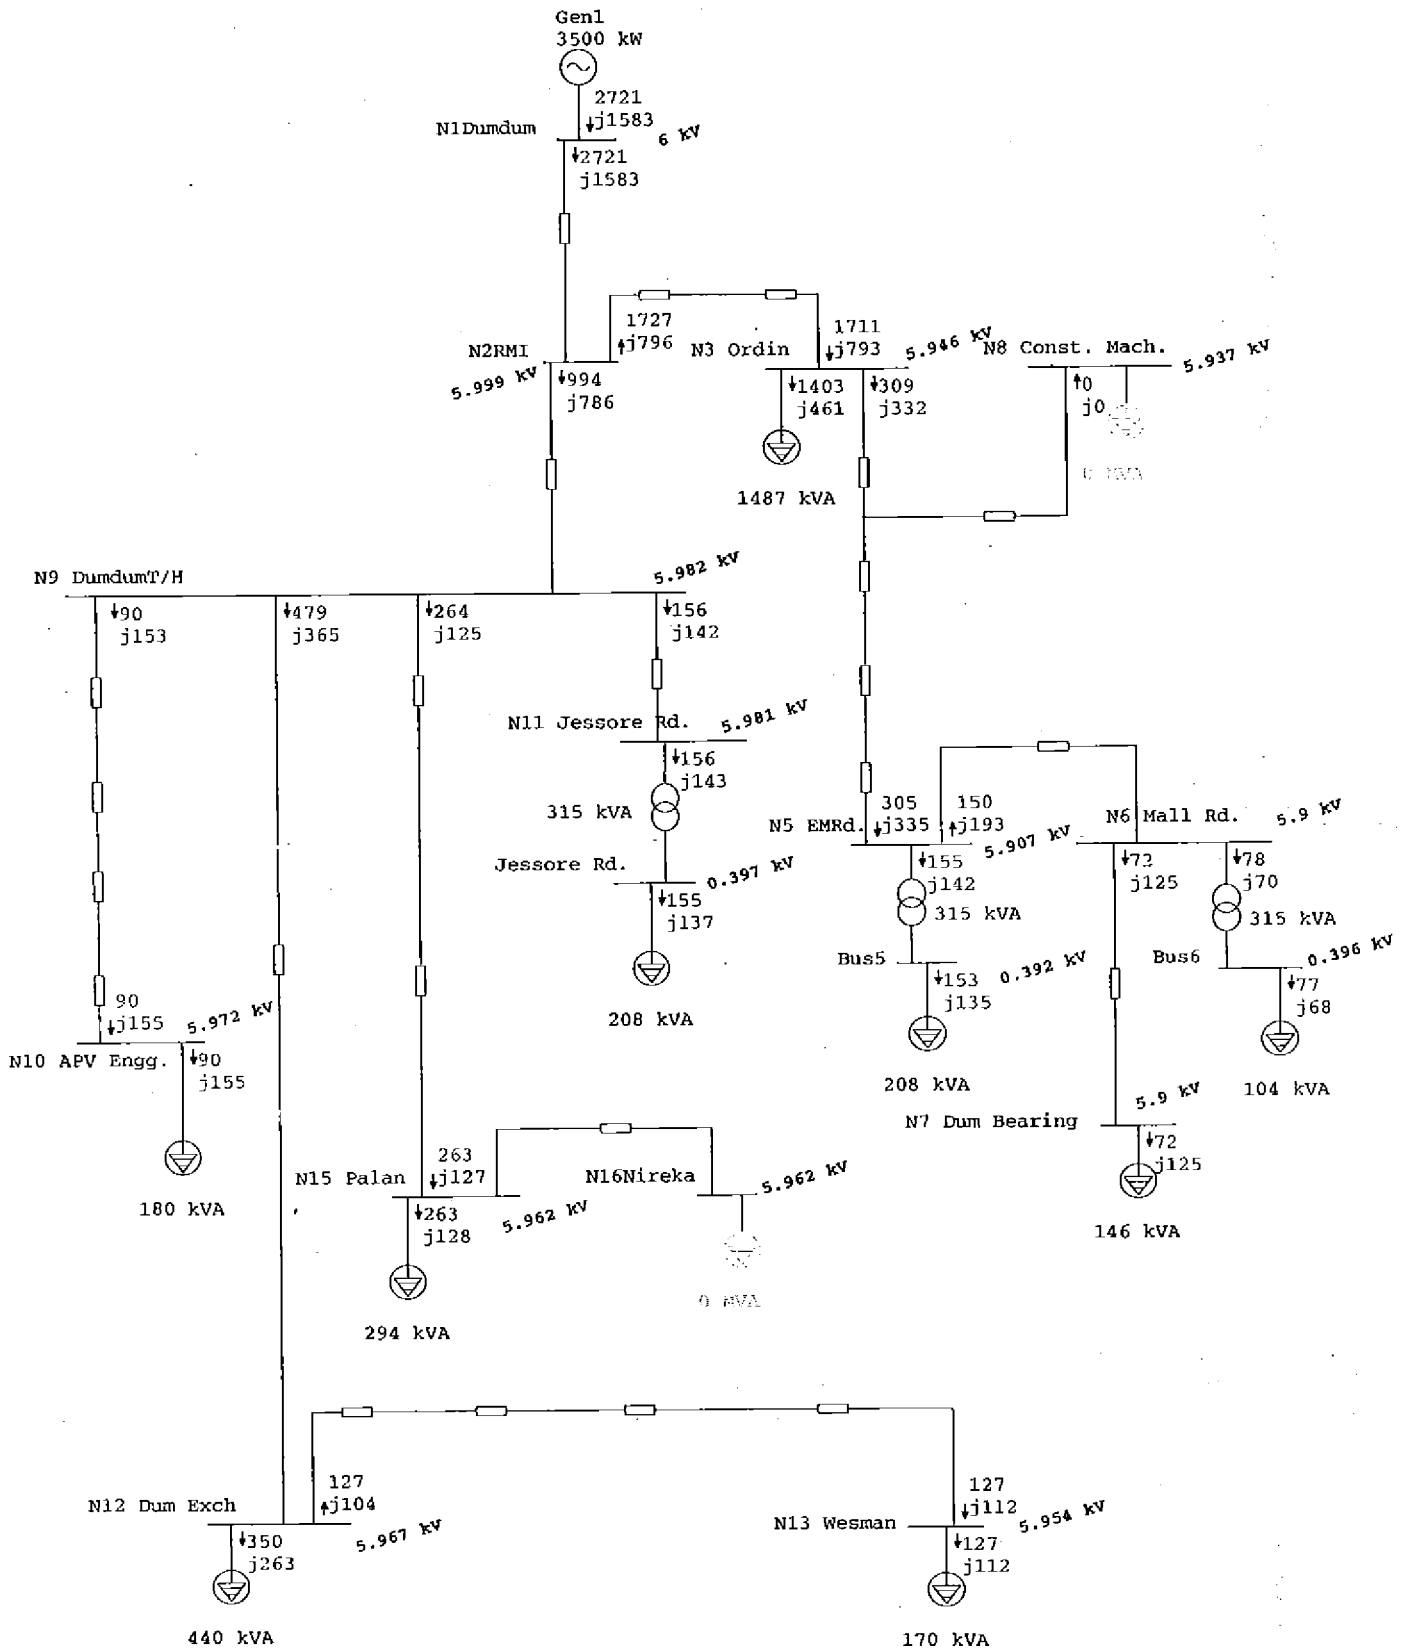 Gen1
3500 kW
2721
j1583
N1Dumdum
6 kV
2721
j1583
1727
j796
N2RMI
5.999 kV
994
j786
1711
j793
N3 Ordin
5.946 kV
1403
j461
309
j332
1487 kVA
N8 Const. Mach.
5.937 kV
0
j0
0 MVA
N9 DumdumT/H
5.982 kV
90
j153
479
j365
264
j125
156
j142
N11 Jessore Rd.
5.981 kV
156
j143
315 kVA
Jessore Rd.
0.397 kV
155
j137
208 kVA
305
j335
150
j193
N5 EMRd.
5.907 kV
155
j142
315 kVA
Bus5
0.392 kV
153
j135
208 kVA
N6 Mall Rd.
5.9 kV
72
j125
78
j70
315 kVA
Bus6
0.396 kV
77
j68
104 kVA
5.9 kV
N7 Dum Bearing
72
j125
146 kVA
90
j155
5.972 kV
N10 APV Engg.
90
j155
180 kVA
263
j127
N15 Palan
5.962 kV
263
j128
294 kVA
N16Nireka
5.962 kV
0 MVA
127
j104
N12 Dum Exch
5.967 kV
350
j263
440 kVA
127
j112
N13 Wesman
5.954 kV
127
j112
170 kVA